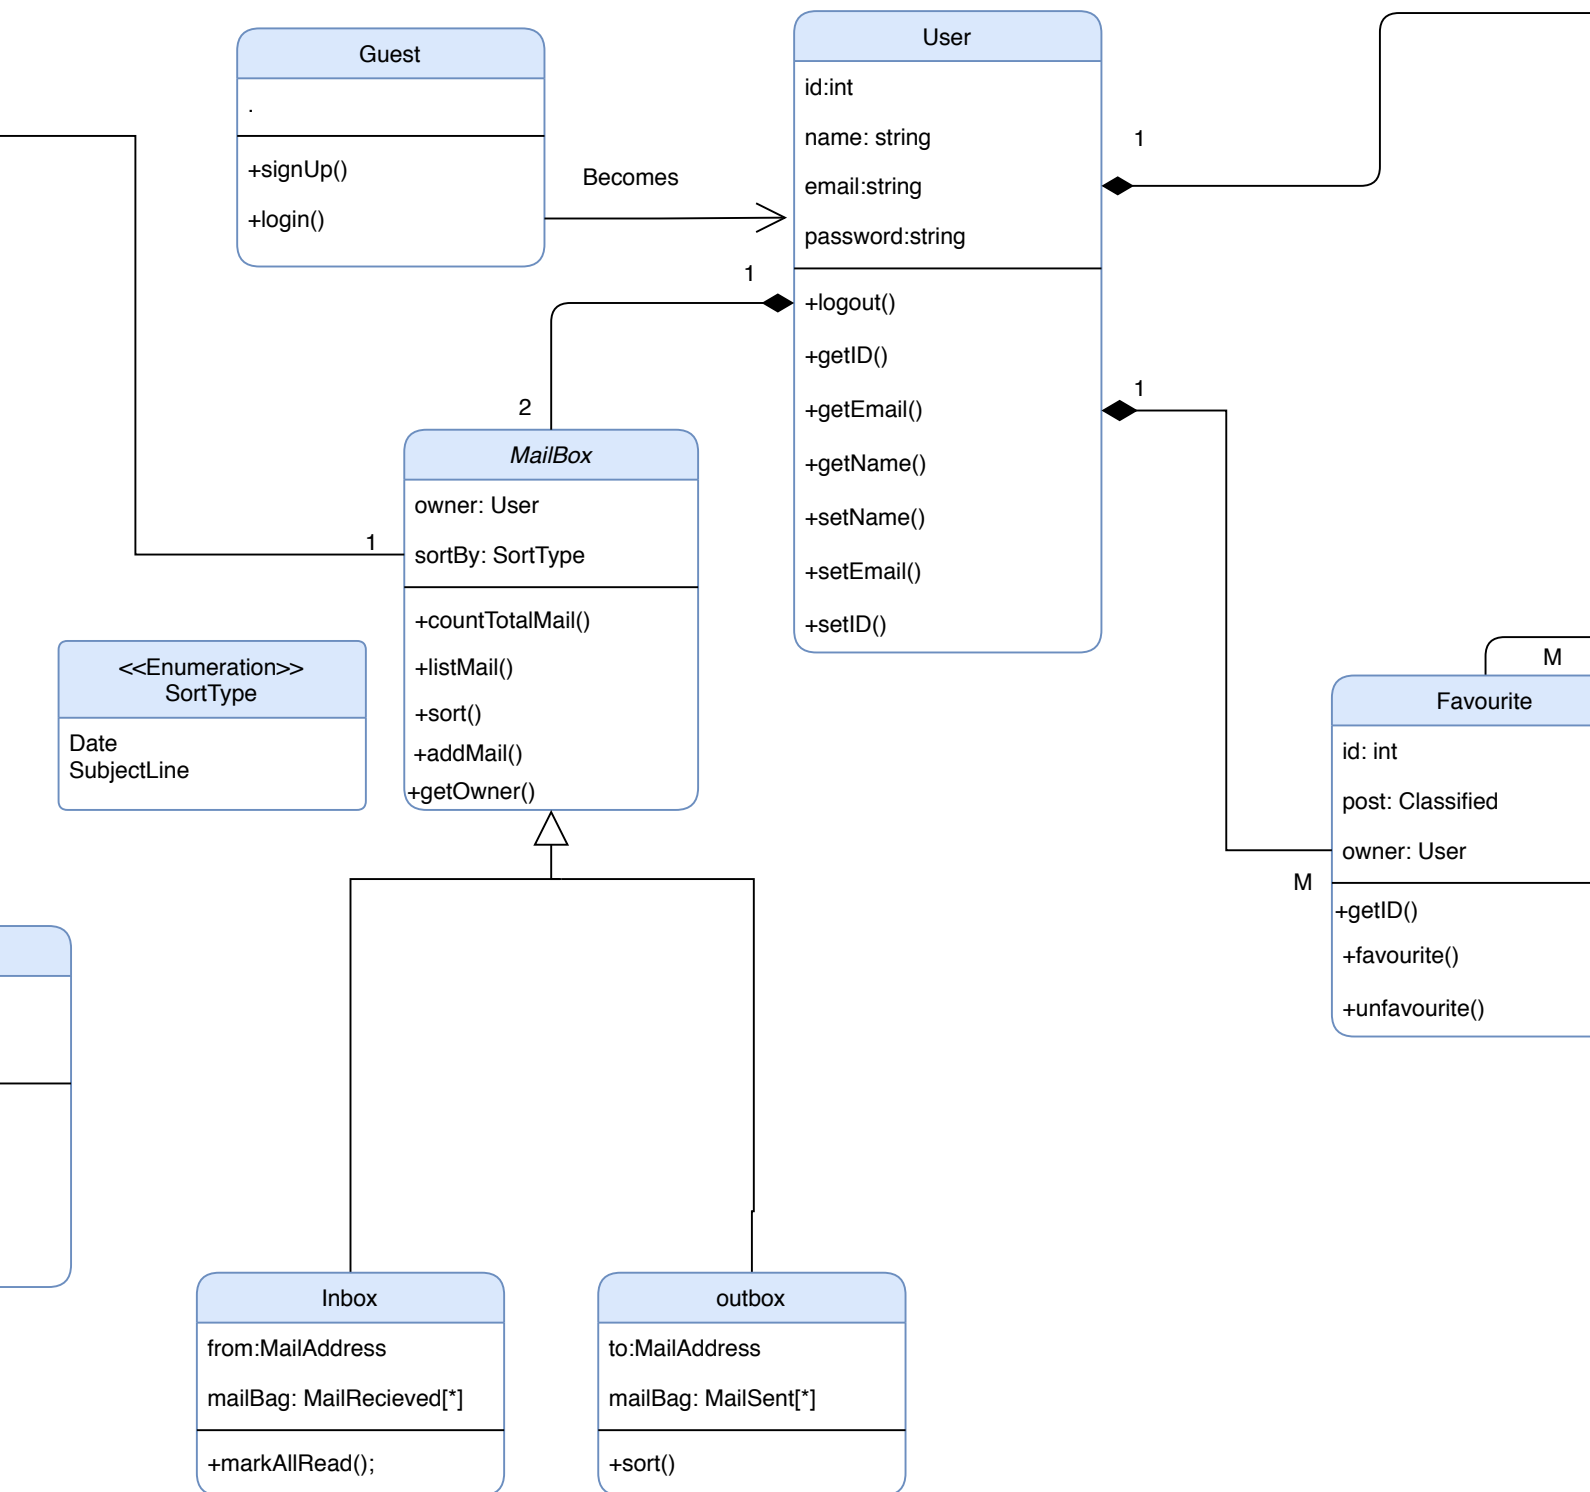 Guest
.
+signUp()
+login()
Becomes
User
id:int
name: string
email:string
password:string
+logout()
+getID()
+getEmail()
+getName()
+setName()
+setEmail()
+setID()
1
1
1
2
MailBox
owner: User
sortBy: SortType
+countTotalMail()
+listMail()
+sort()
+addMail()
+getOwner()
1
<<Enumeration>>
SortType
Date
SubjectLine
M
Favourite
id: int
post: Classified
owner: User
M
+getID()
+favourite()
+unfavourite()
Inbox
from:MailAddress
mailBag: MailRecieved[*]
+markAllRead();
outbox
to:MailAddress
mailBag: MailSent[*]
+sort()